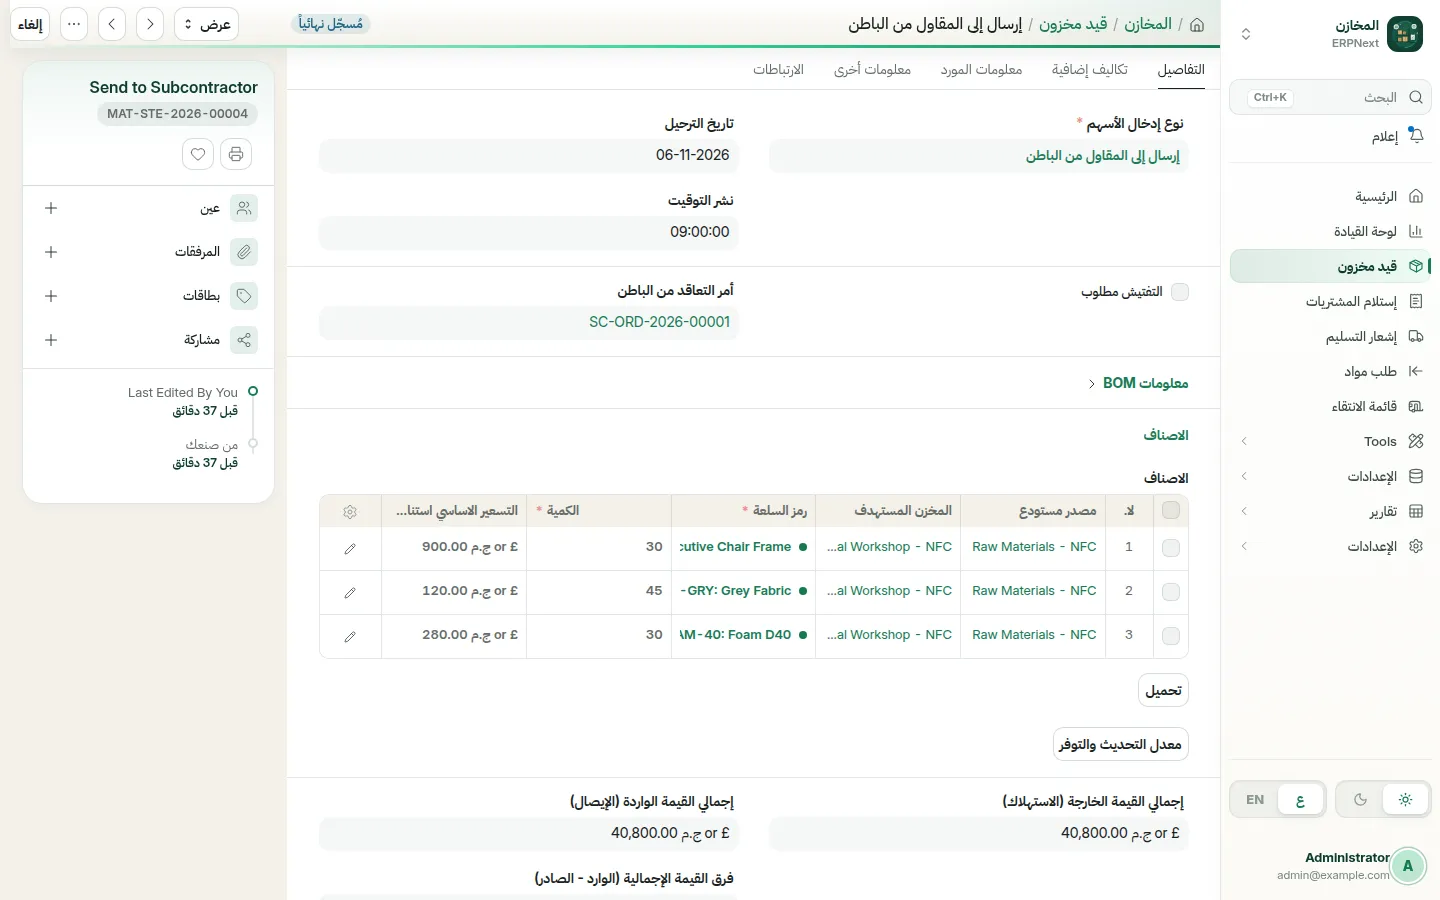 المخازن
ERPNext
البحث
Ctrl+K
إعلام
الرئيسية
لوحة القيادة
قيد مخزون
إستلام المشتريات
إشعار التسليم
طلب مواد
قائمة الانتقاء
Tools
الإعدادات
تقارير
الإعدادات
ع
EN
Administrator
admin@example.com
A
المخازن / قيد مخزون / إرسال إلى المقاول من الباطن
مُسجّل نهائياً
عرض
إلغاء
التفاصيل
تكاليف إضافية
معلومات المورد
معلومات أخرى
الارتباطات
نوع إدخال الأسهم *
إرسال إلى المقاول من الباطن
تاريخ الترحيل
06-11-2026
نشر التوقيت
09:00:00
التفتيش مطلوب
أمر التعاقد من الباطن
SC-ORD-2026-00001
معلومات BOM
الاصناف
الاصناف
لا. مصدر مستودع المخزن المستهدف رمز السلعة * الكمية * التسعير الاساسي استنا...
1 Raw Materials - NFC ...al Workshop - NFC cutive Chair Frame 30 £ or ج.م 900.00
2 Raw Materials - NFC ...al Workshop - NFC -GRY: Grey Fabric 45 £ or ج.م 120.00
3 Raw Materials - NFC ...al Workshop - NFC AM-40: Foam D40 30 £ or ج.م 280.00
تحميل
معدل التحديث والتوفر
إجمالي القيمة الخارجة (الاستهلاك)
£ or ج.م 40,800.00
إجمالي القيمة الواردة (الإيصال)
£ or ج.م 40,800.00
فرق القيمة الإجمالية (الوارد - الصادر)
Send to Subcontractor
MAT-STE-2026-00004
عين
المرفقات
بطاقات
مشاركة
Last Edited By You
قبل 37 دقائق
من صنعك
قبل 37 دقائق